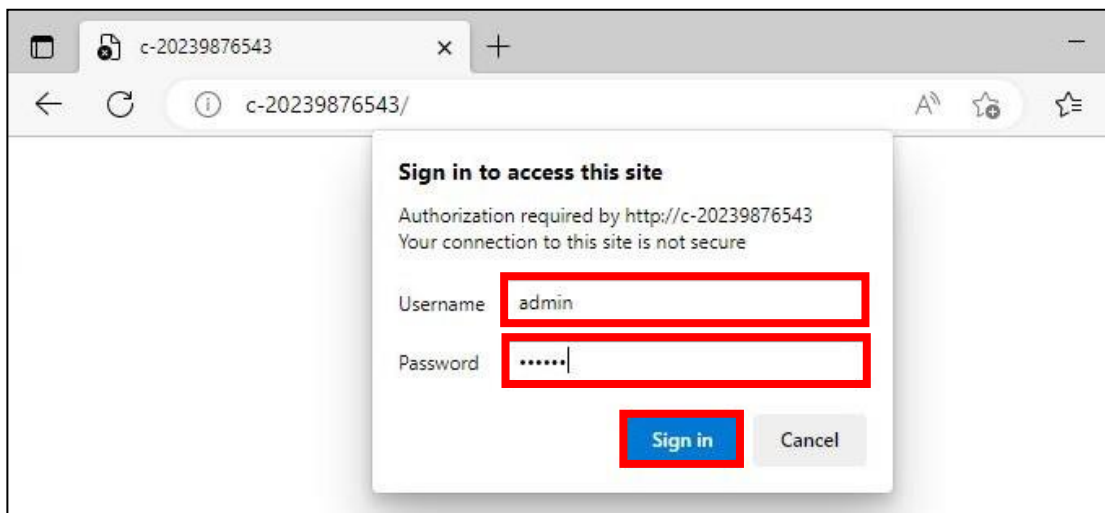 c-20239876543
c-20239876543/
Sign in to access this site
Authorization required by http://c-20239876543
Your connection to this site is not secure
Username admin
Password ••••••
Sign in Cancel